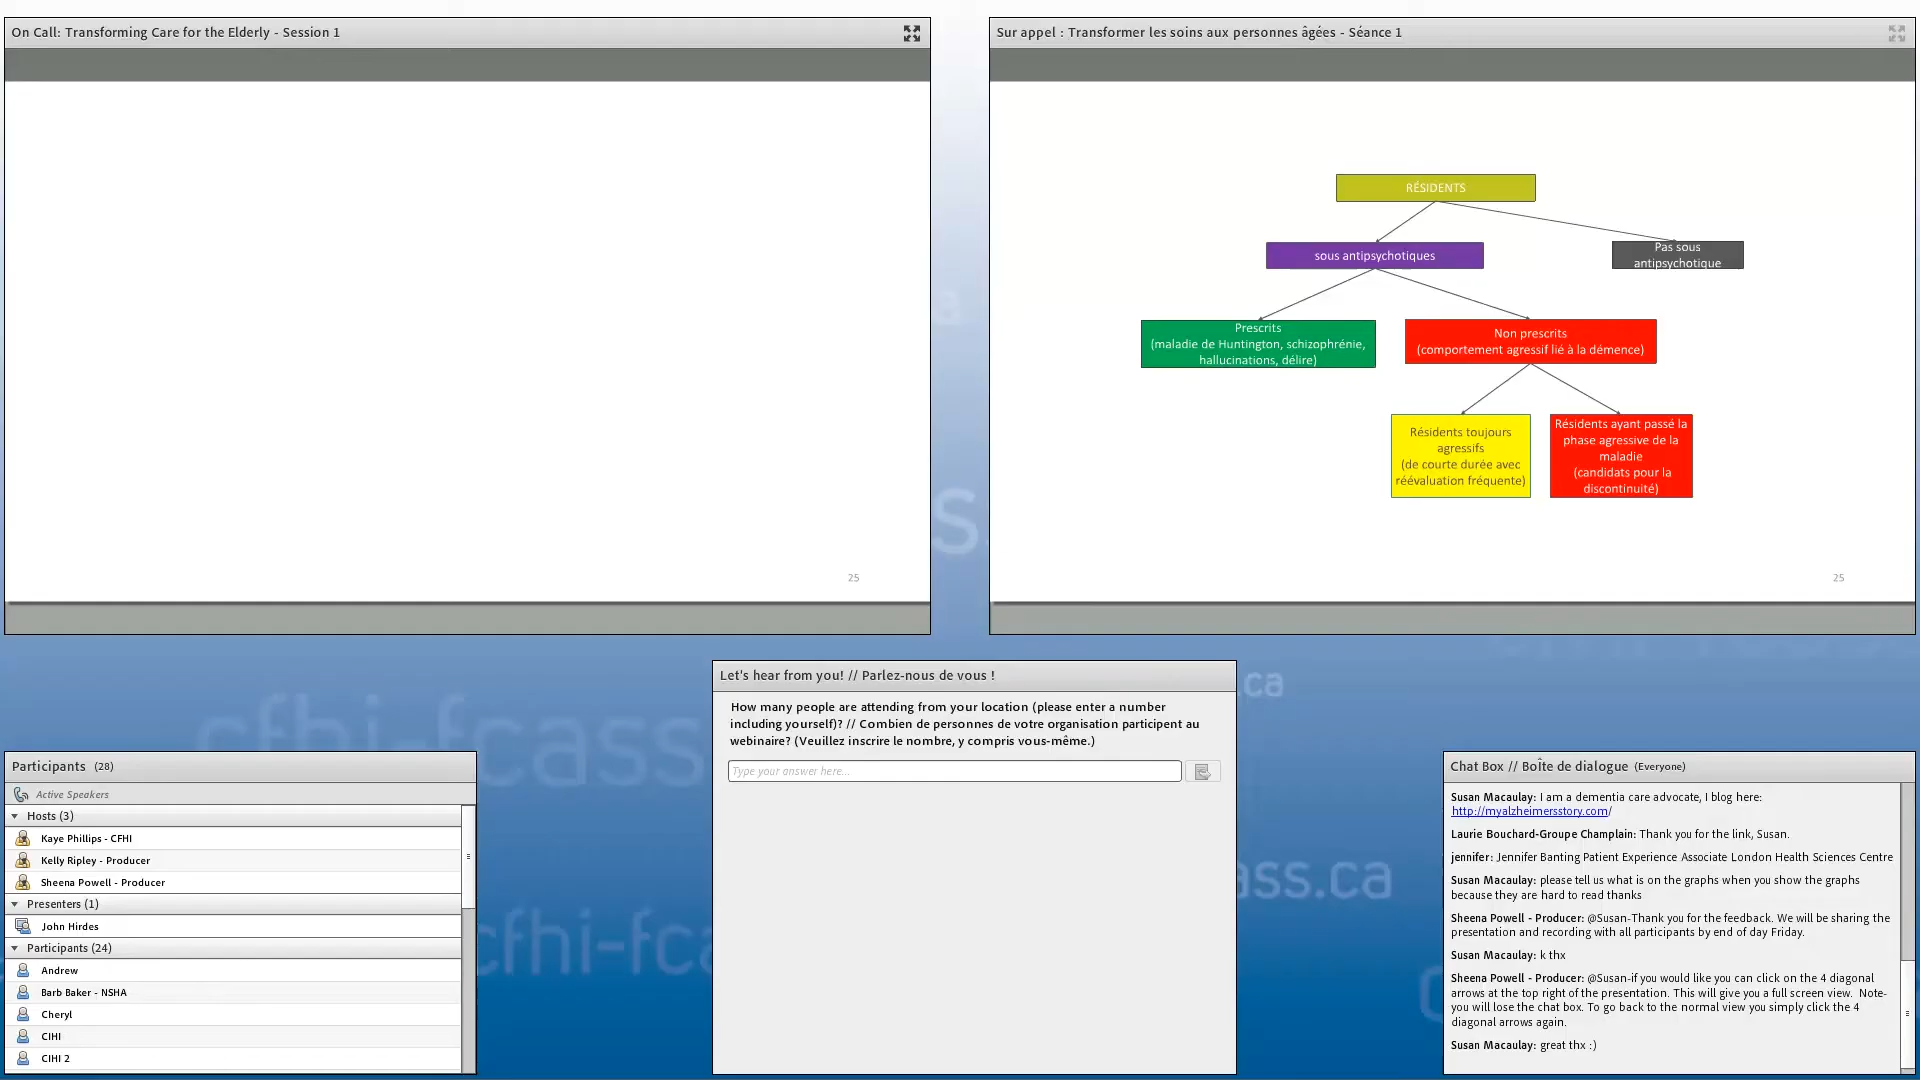 On Call: Transforming Care for the Elderly - Session 1
25
Sur appel : Transformer les soins aux personnes âgées - Séance 1
RÉSIDENTS
sous antipsychotiques
Pas sous
antipsychotique
Prescrits
(maladie de Huntington, schizophrénie,
hallucinations, délire)
Non prescrits
(comportement agressif lié à la démence)
Résidents toujours
agressifs
(de courte durée avec
réévaluation fréquente)
Résidents ayant passé la
phase agressive de la
maladie
(candidats pour la
discontinuité)
25
cfhi-fcass
s.
.ca
ass.ca
cfhi-fca
Let's hear from you! // Parlez-nous de vous !
How many people are attending from your location (please enter a number
including yourself)? // Combien de personnes de votre organisation participent au
webinaire? (Veuillez inscrire le nombre, y compris vous-même.)
Type your answer here...
Participants (28)
Active Speakers
Hosts (3)
Kaye Phillips - CFHI
Kelly Ripley - Producer
Sheena Powell - Producer
Presenters (1)
John Hirdes
Participants (24)
Andrew
Barb Baker - NSHA
Cheryl
CIHI
CIHI 2
Chat Box // Boîte de dialogue (Everyone)
Susan Macaulay: I am a dementia care advocate, I blog here:
http://myalzheimersstory.com/
Laurie Bouchard-Groupe Champlain: Thank you for the link, Susan.
jennifer: Jennifer Banting Patient Experience Associate London Health Sciences Centre
Susan Macaulay: please tell us what is on the graphs when you show the graphs
because they are hard to read thanks
Sheena Powell - Producer: @Susan-Thank you for the feedback. We will be sharing the
presentation and recording with all participants by end of day Friday.
Susan Macaulay: k thx
Sheena Powell - Producer: @Susan-if you would like you can click on the 4 diagonal
arrows at the top right of the presentation. This will give you a full screen view. Note-
you will lose the chat box. To go back to the normal view you simply click the 4
diagonal arrows again.
Susan Macaulay: great thx :)